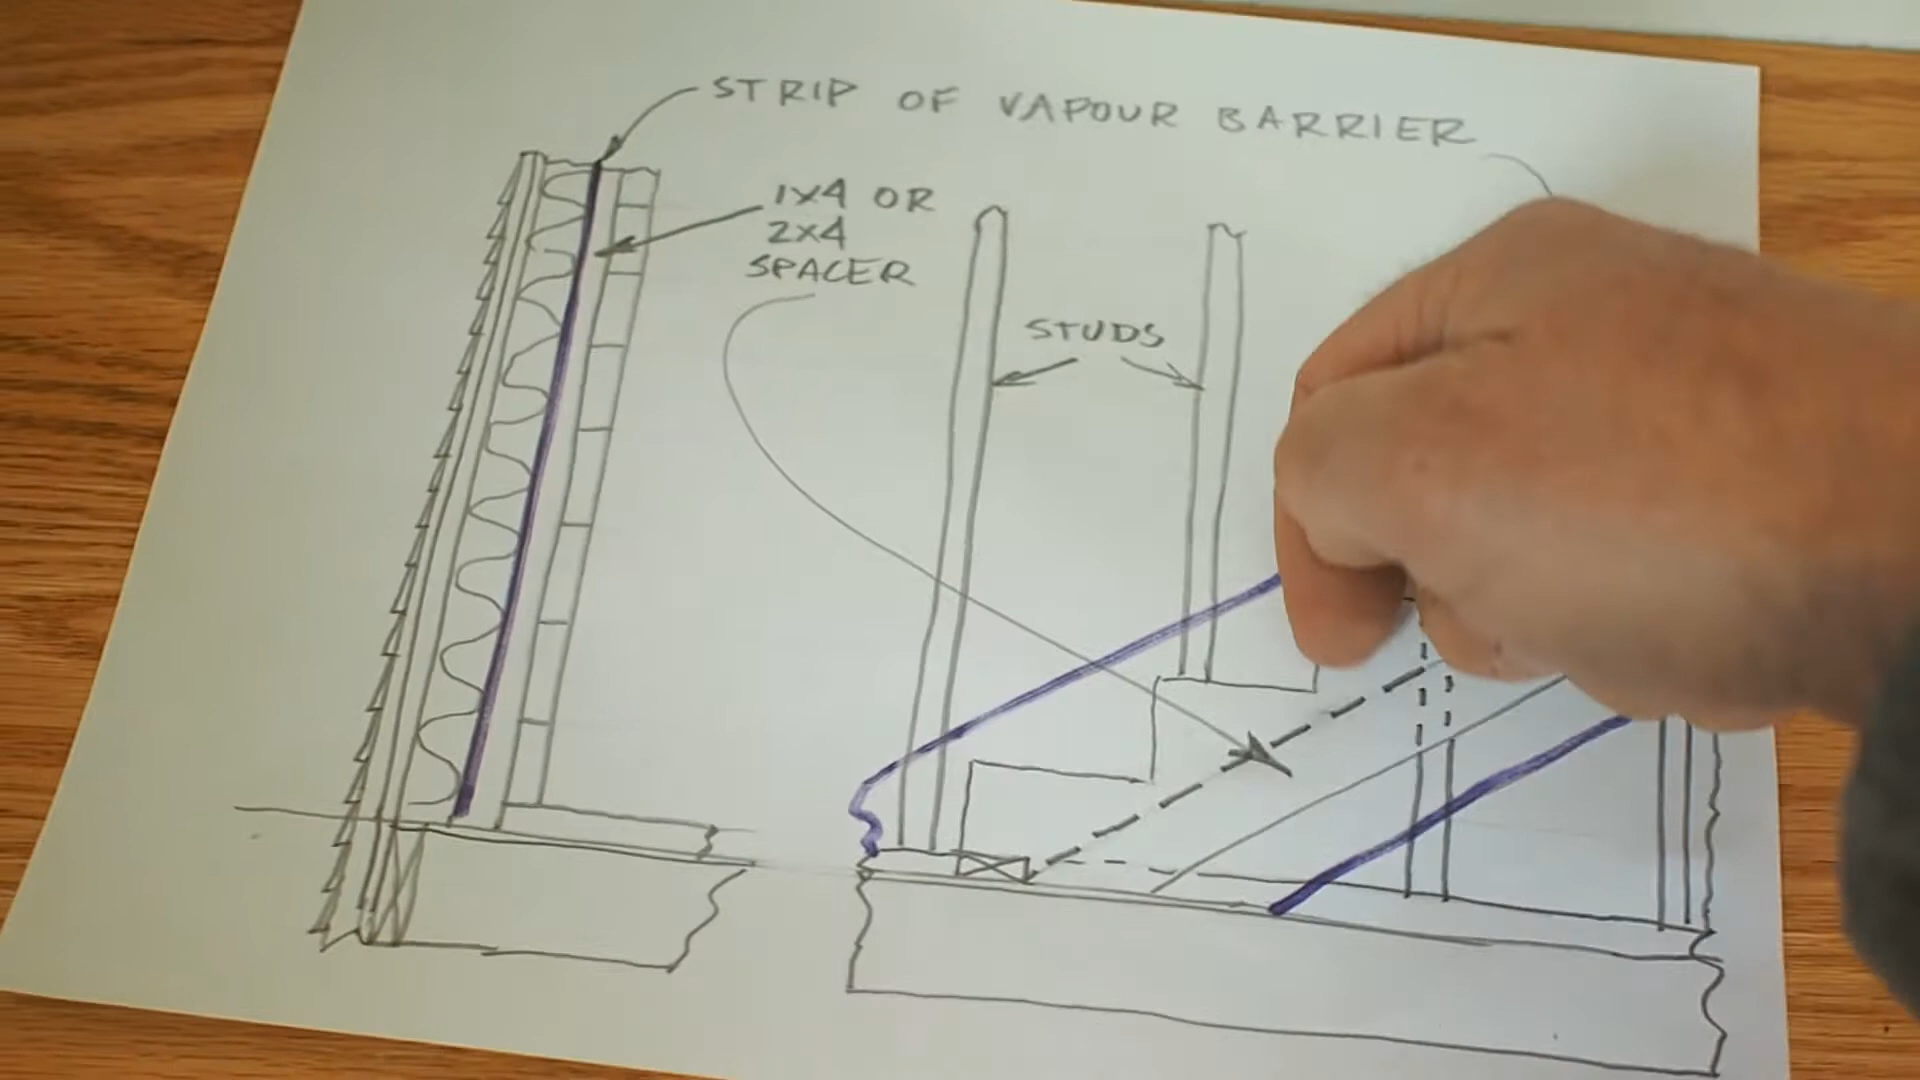 STRIP OF VAPOUR BARRIER
1X4 OR
2X4
SPACER
STUDS